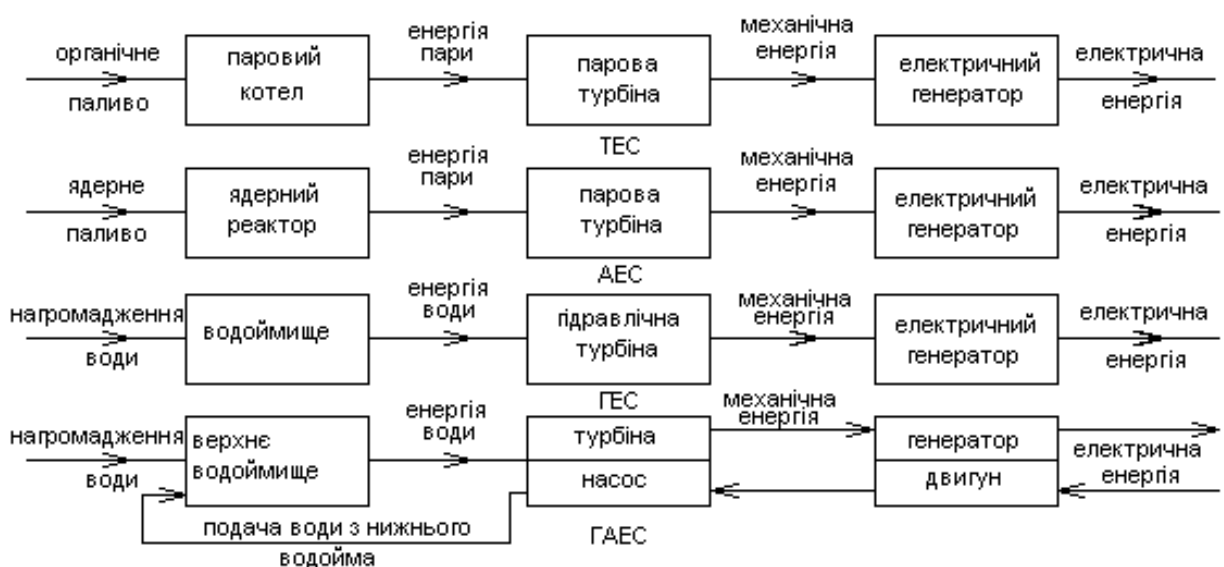 органічне
паливо
паровий
котел
енергія
пари
парова
турбіна
механічна
енергія
електричний
генератор
електрична
енергія
ТЕС
ядерне
паливо
ядерний
реактор
енергія
пари
парова
турбіна
механічна
енергія
електричний
генератор
електрична
енергія
АЕС
нагромадження
води
водоймище
енергія
води
гідравлічна
турбіна
механічна
енергія
електричний
генератор
електрична
енергія
ГЕС
нагромадження
води
верхнє
водоймище
енергія
води
турбіна
насос
механічна
енергія
генератор
двигун
електрична
енергія
подача води з нижнього
водойма
ГАЕС